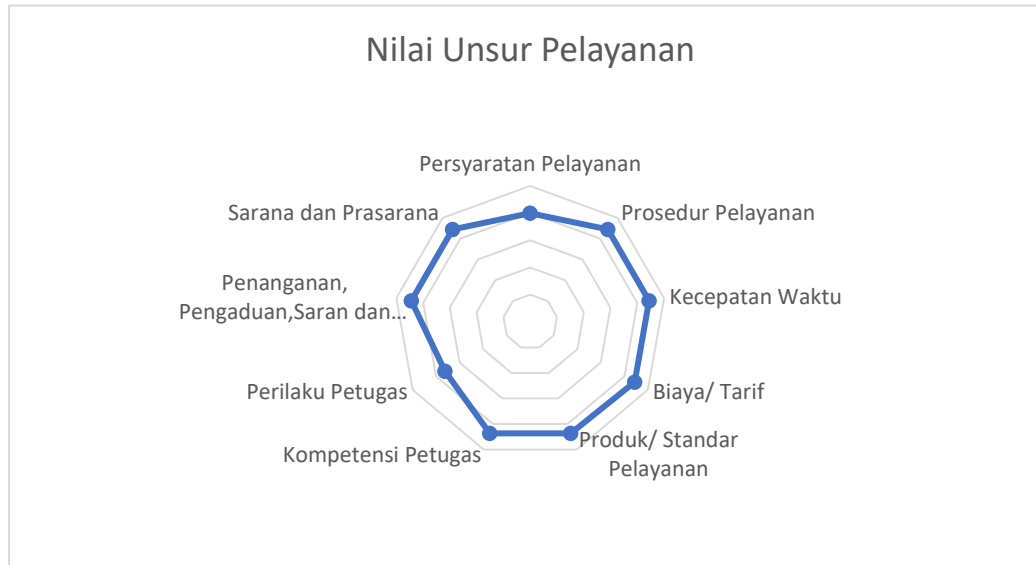 Nilai Unsur Pelayanan
Persyaratan Pelayanan
Prosedur Pelayanan
Kecepatan Waktu
Biaya/ Tarif
Produk/ Standar
Pelayanan
Kompetensi Petugas
Perilaku Petugas
Penanganan,
Pengaduan,Saran dan...
Sarana dan Prasarana